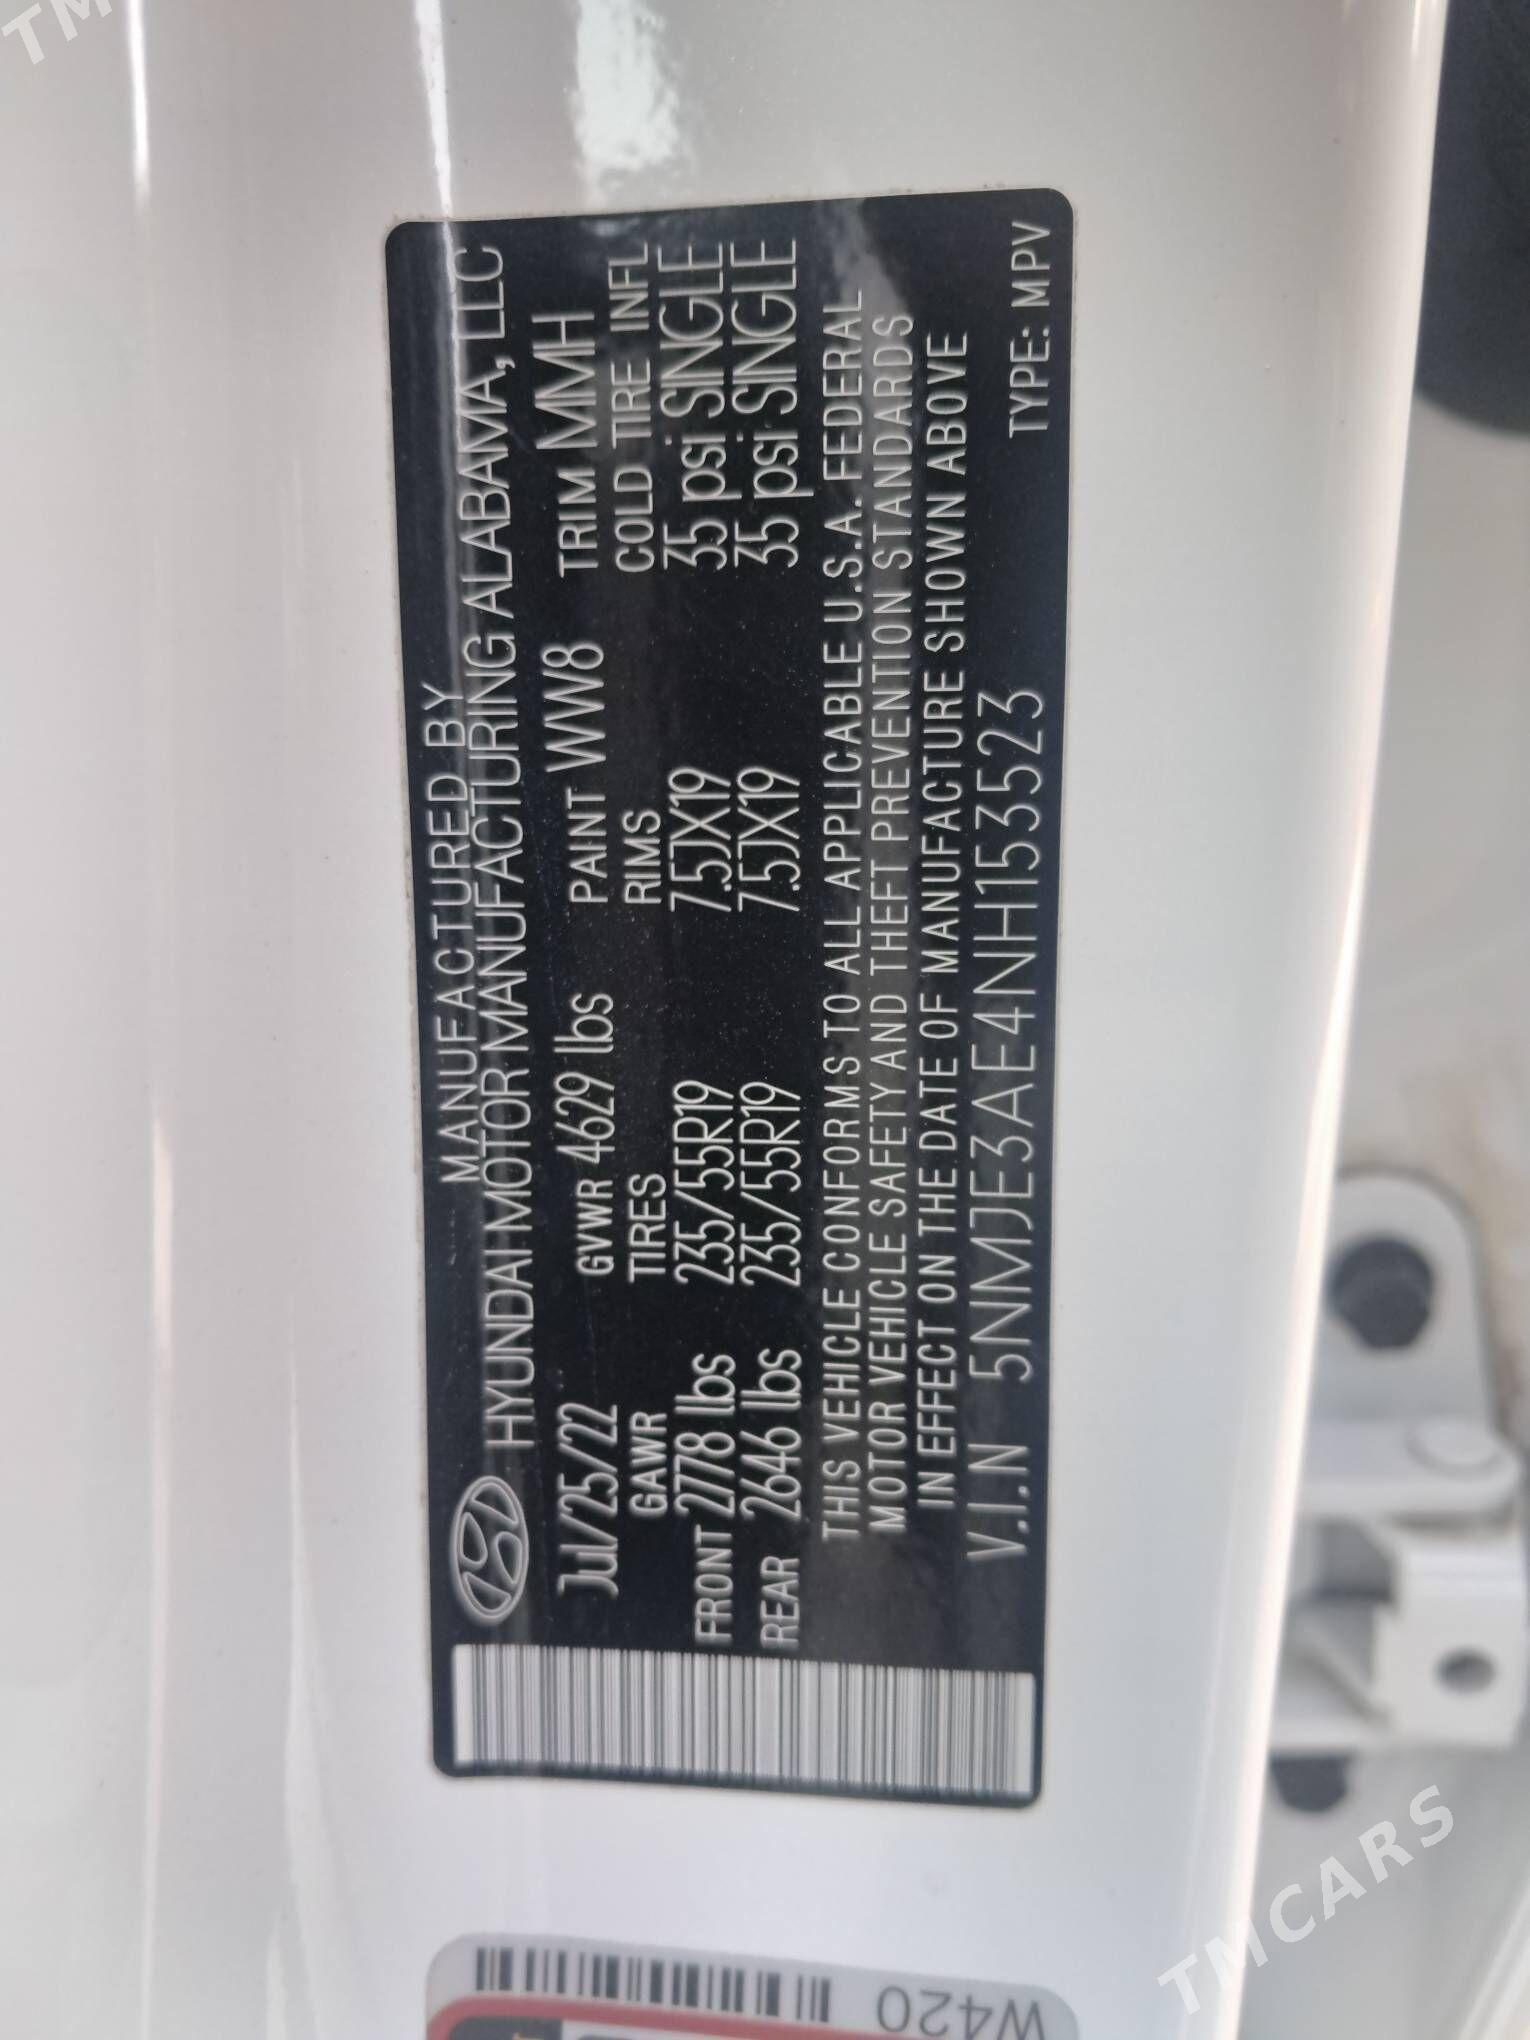 MANUFACTURED BY
HYUNDAI MOTOR MANUFACTURING ALABAMA, LLC
Jul/25/22 GVWR 4629 lbs PAINT WW8 TRIM MMH
GAWR TIRES RIMS COLD TIRE INFL
FRONT 2778 lbs 235/55R19 7.5JX19 35 psi SINGLE
REAR 2646 lbs 235/55R19 7.5JX19 35 psi SINGLE
THIS VEHICLE CONFORMS TO ALL APPLICABLE U.S.A. FEDERAL
MOTOR VEHICLE SAFETY AND THEFT PREVENTION STANDARDS
IN EFFECT ON THE DATE OF MANUFACTURE SHOWN ABOVE
V.I.N 5NMJE3AE4NH153523
TYPE: MPV
W420
TMCARS
TM